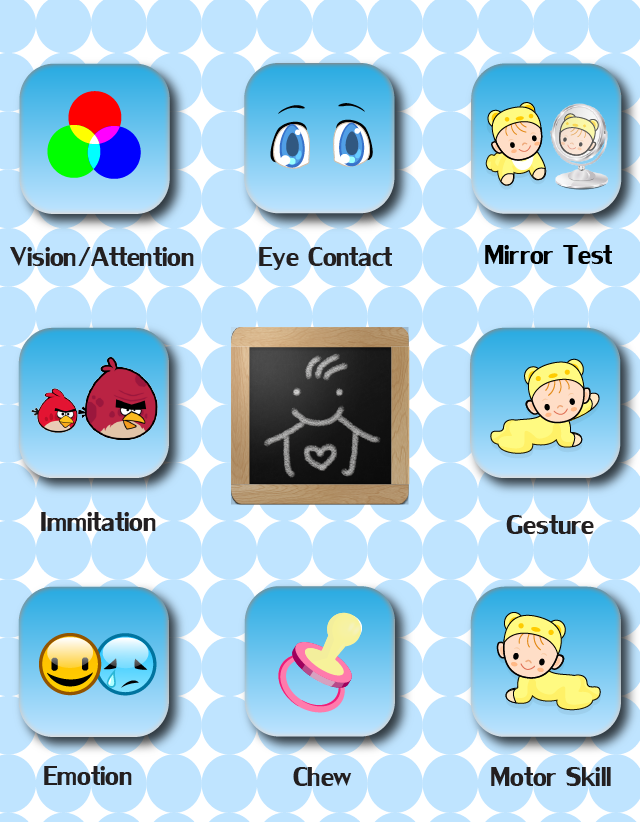 Vision/Attention
Eye Contact
Mirror Test
Immitation
Gesture
Emotion
Chew
Motor Skill